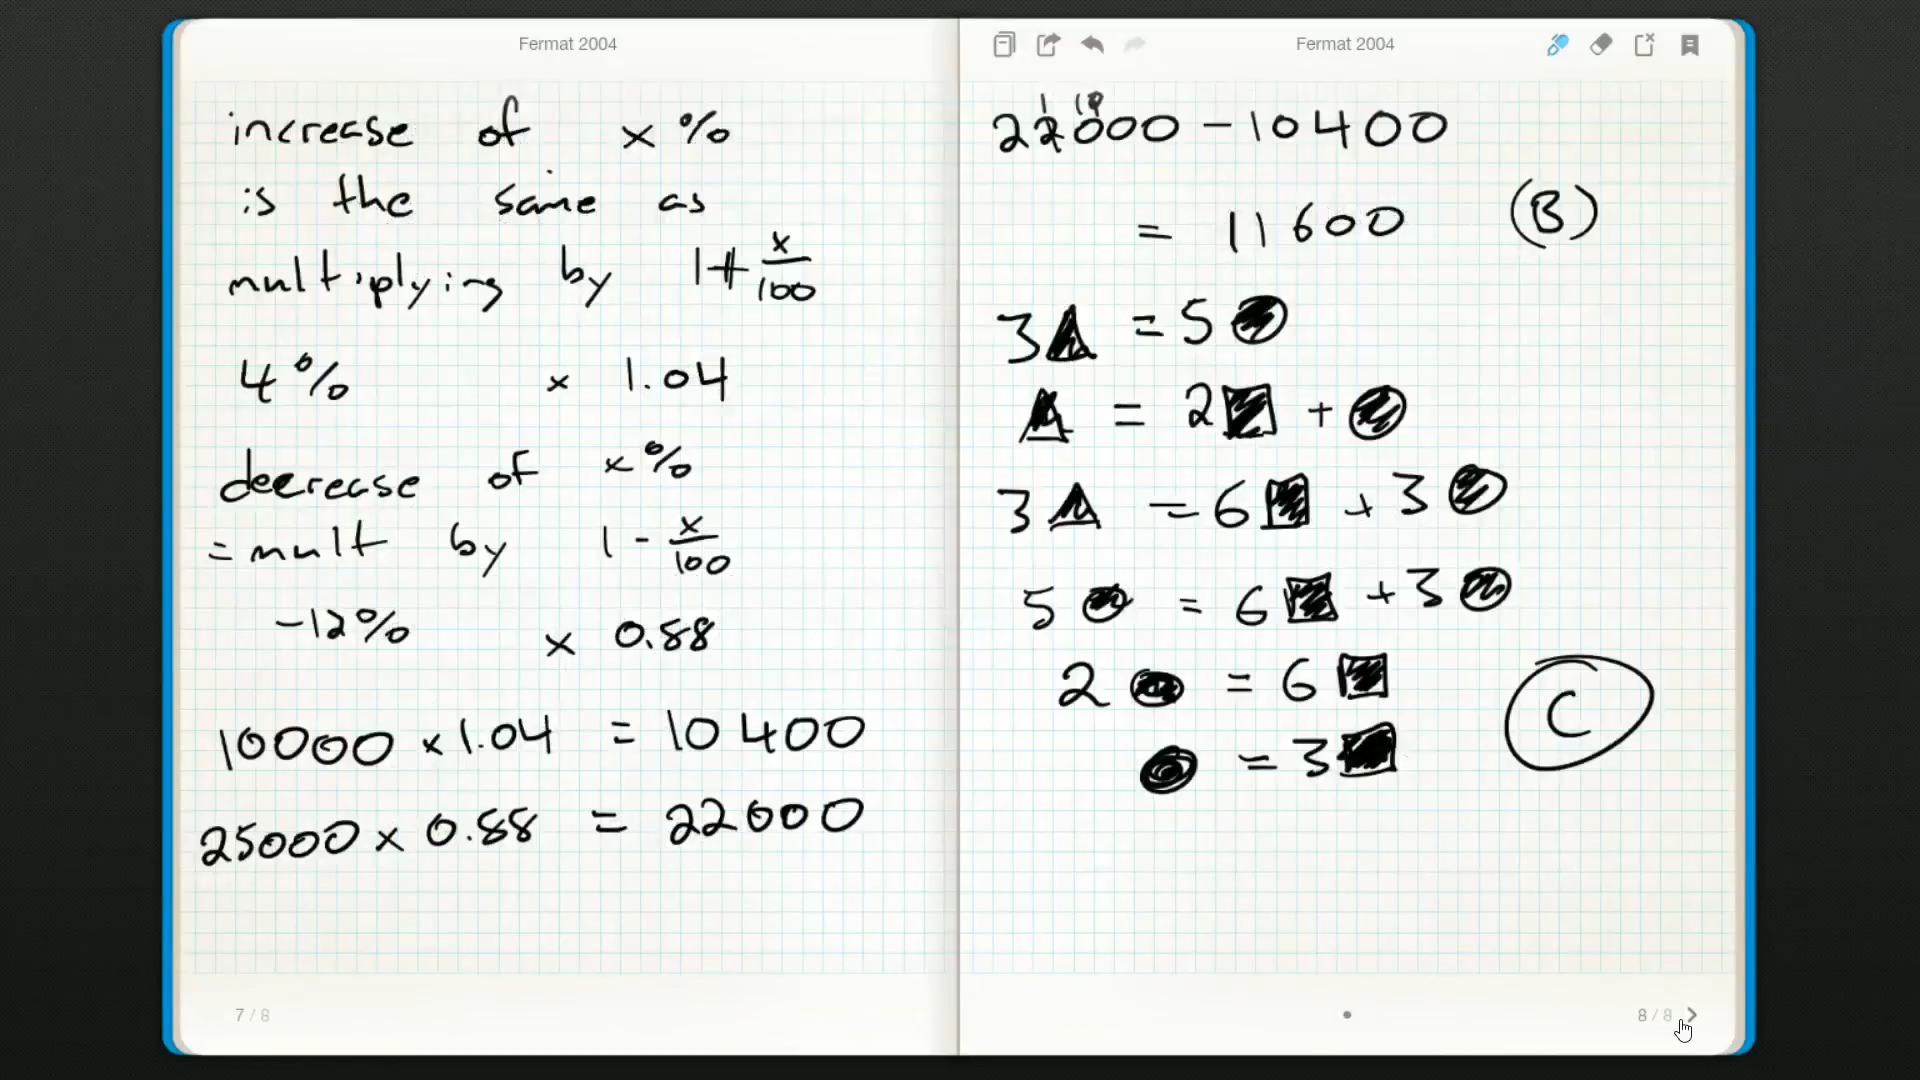 Fermat 2004
increase of x %
is the same as
multiplying by 1 + x/100
4% × 1.04
decrease of x%
= mult by 1 - x/100
-12% × 0.88
10000 × 1.04 = 10400
25000 × 0.88 = 22000
7 / 8
Fermat 2004
1 10
22000 - 10400
= 11600 (B)
3▲ = 5●
▲ = 2■ + ●
3▲ = 6■ + 3●
5● = 6■ + 3●
2● = 6■
C
● = 3■
8 / 8